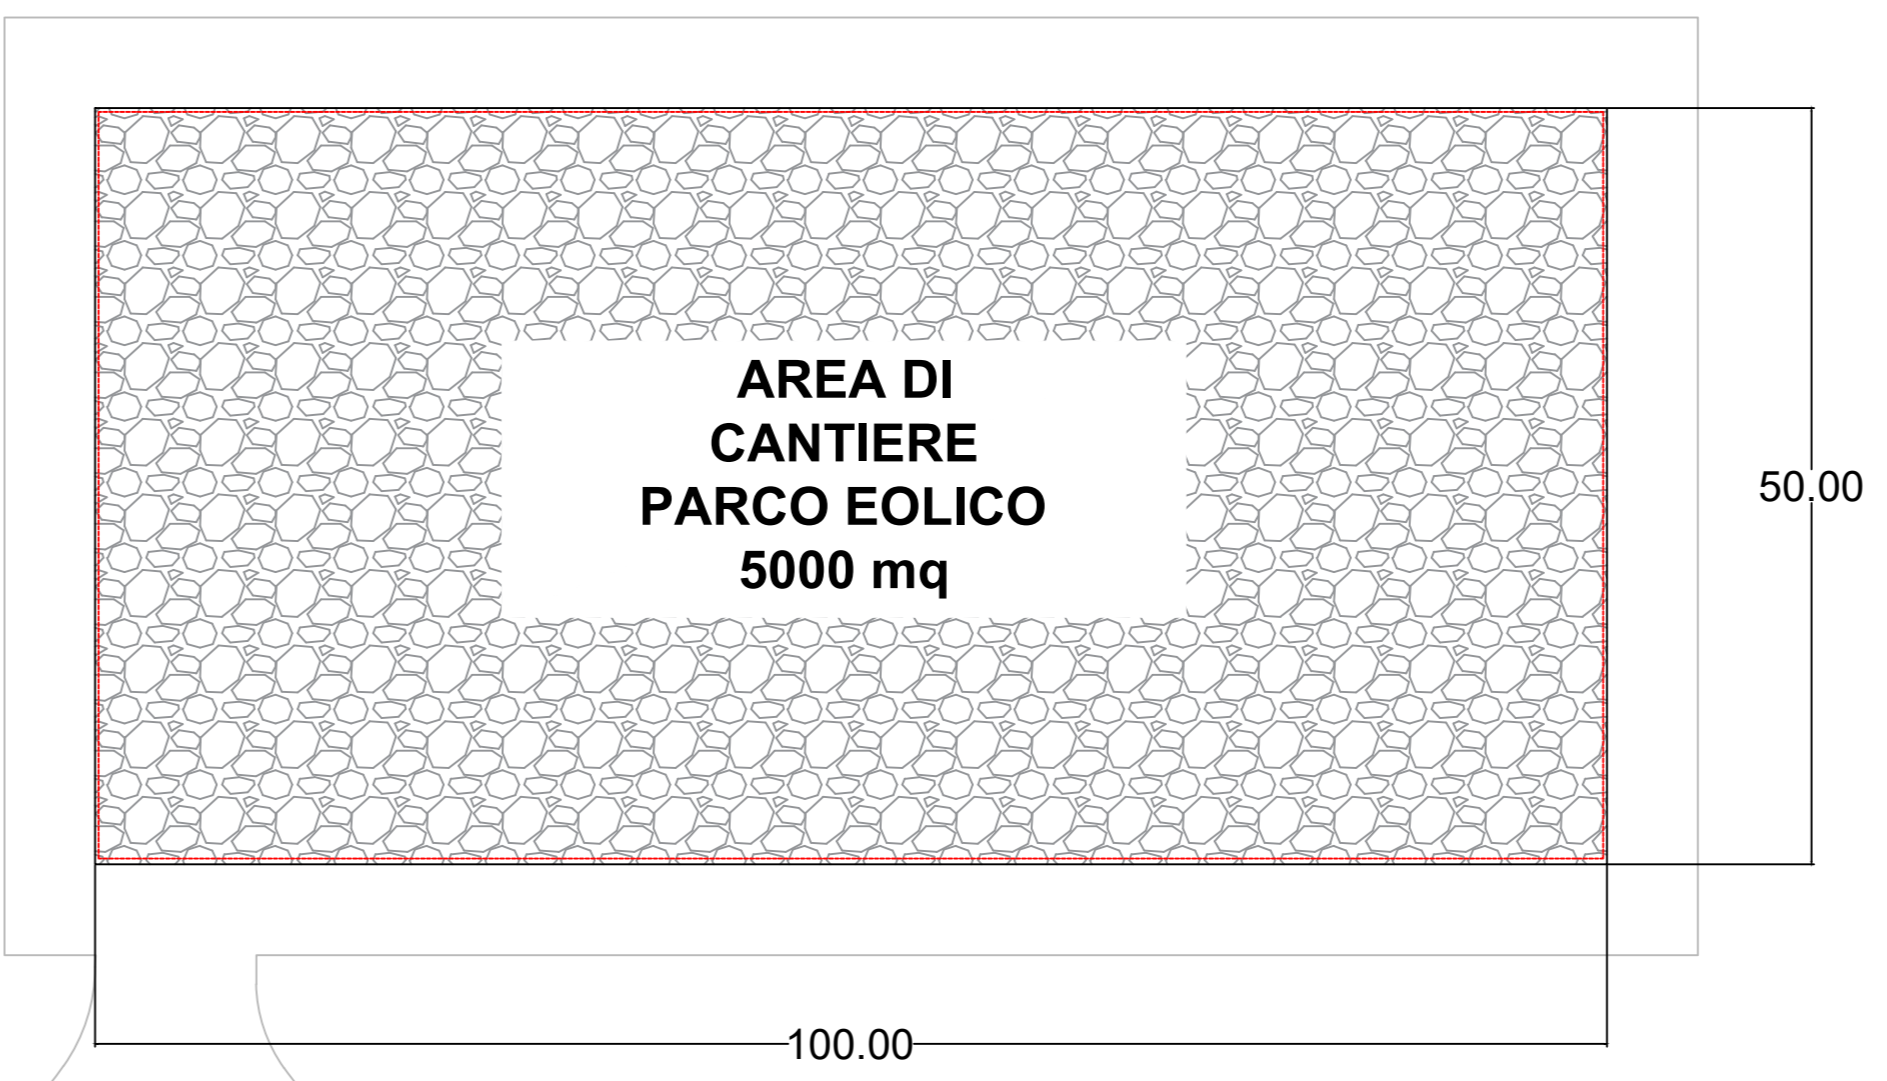 AREA DI
CANTIERE
PARCO EOLICO
5000 mq
50.00
100.00